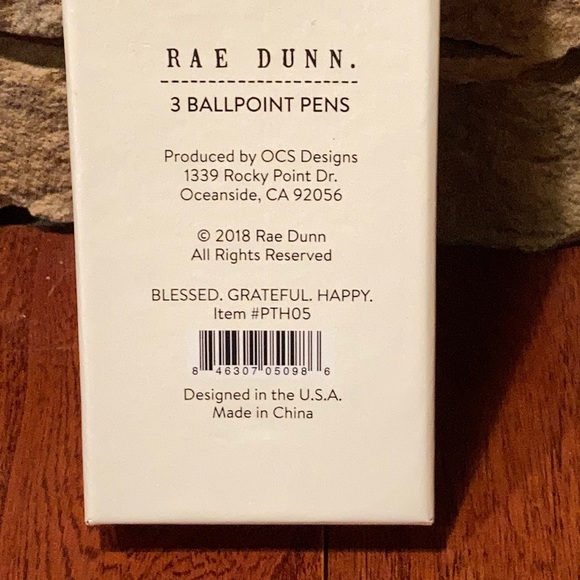 RAE DUNN.
3 BALLPOINT PENS
Produced by OCS Designs
1339 Rocky Point Dr.
Oceanside, CA 92056
© 2018 Rae Dunn
All Rights Reserved
BLESSED. GRATEFUL. HAPPY.
Item #PTH05
8 46307 05098 6
Designed in the U.S.A.
Made in China